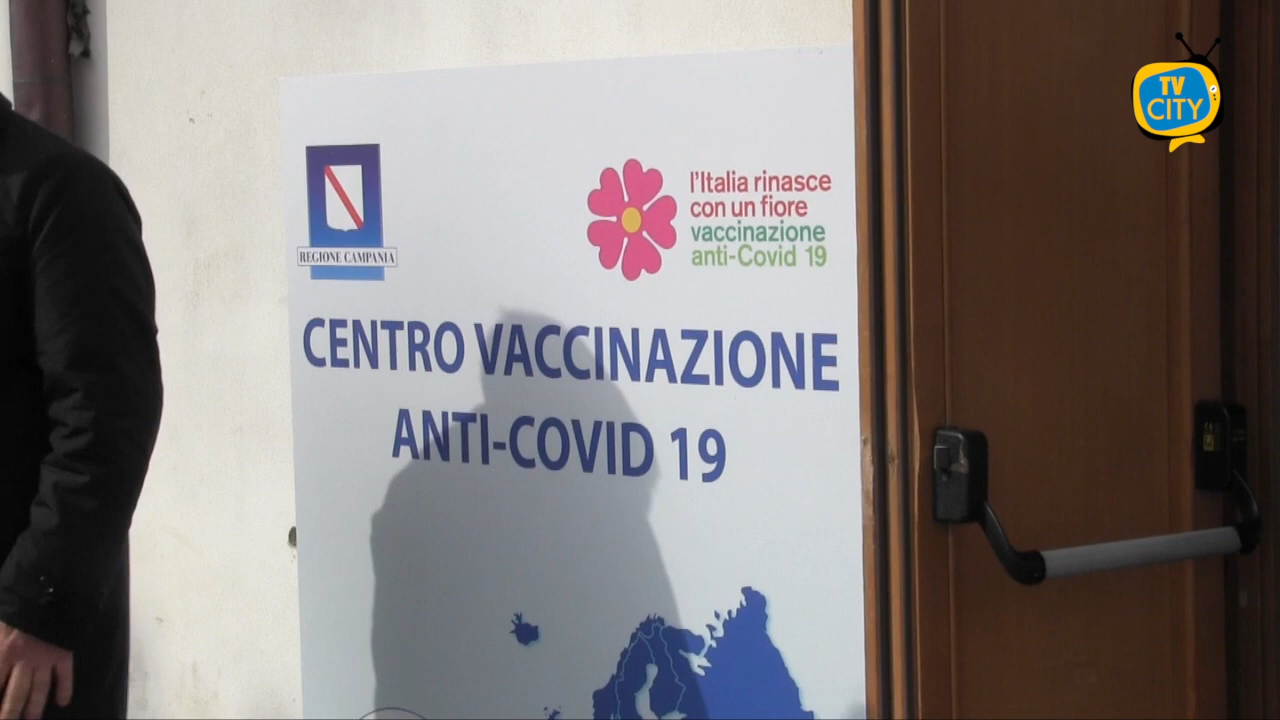 TV
CITY
REGIONE CAMPANIA
l'Italia rinasce
con un fiore
vaccinazione
anti-Covid 19
CENTRO VACCINAZIONE
ANTI-COVID 19